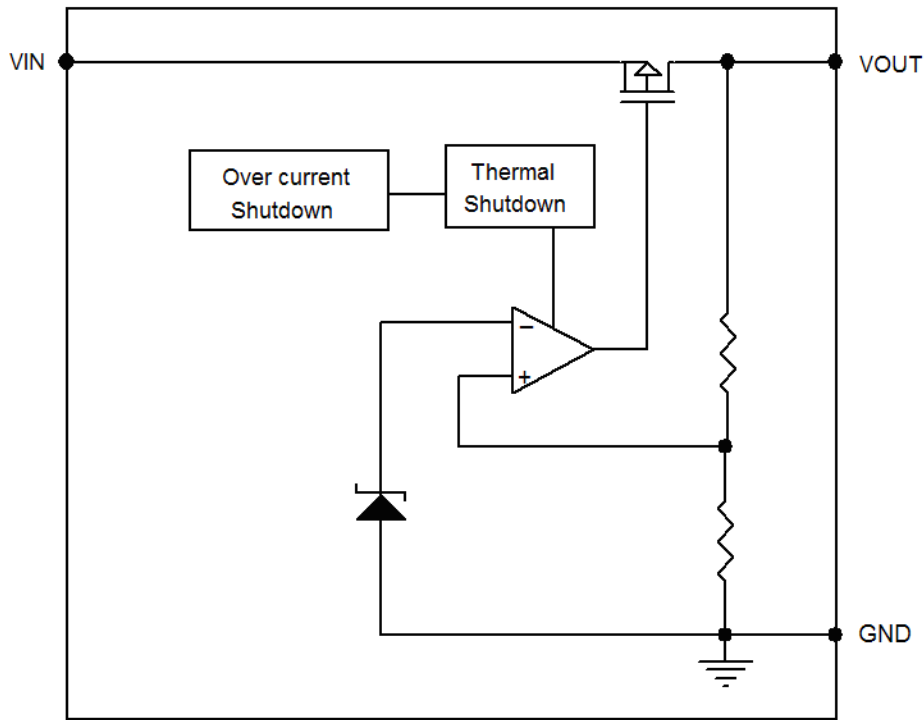 VIN
VOUT
Over current
Shutdown
Thermal
Shutdown
−
+
GND